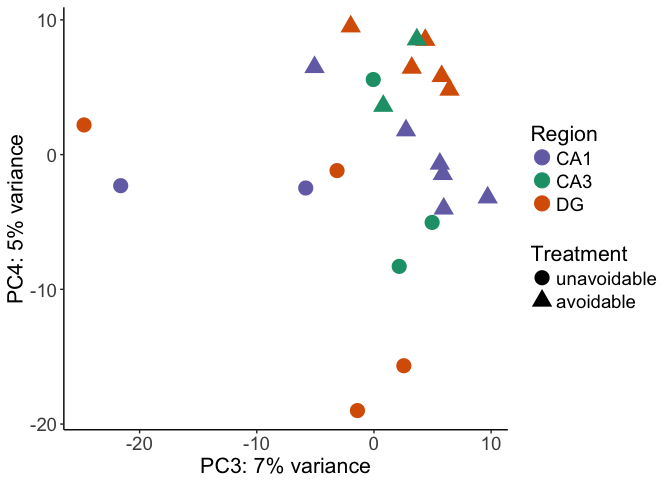 10
0
-10
-20
-20
-10
0
10
PC4: 5% variance
PC3: 7% variance
Region
CA1
CA3
DG
Treatment
unavoidable
avoidable